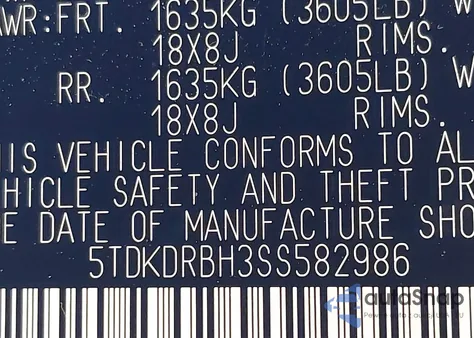 WR:FRT. 1635KG (3605LB) W
18X8J RIMS.
RR. 1635KG (3605LB) W
18X8J RIMS.
IS VEHICLE CONFORMS TO AL
HICLE SAFETY AND THEFT PR
E DATE OF MANUFACTURE SHO
5TDKDRBH3SS582986
autoSnap